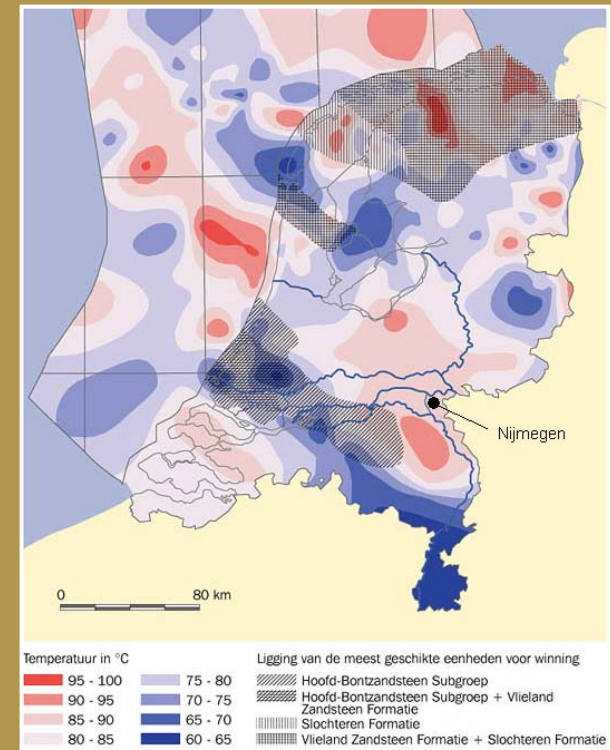 Nijmegen
0 80 km
Temperatuur in °C
95 - 100
90 - 95
85 - 90
80 - 85
75 - 80
70 - 75
65 - 70
60 - 65
Ligging van de meest geschikte eenheden voor winning
Hoofd-Bontzandsteen Subgroep
Hoofd-Bontzandsteen Subgroep + Vlieland
Zandsteen Formatie
Slochteren Formatie
Vlieland Zandsteen Formatie + Slochteren Formatie